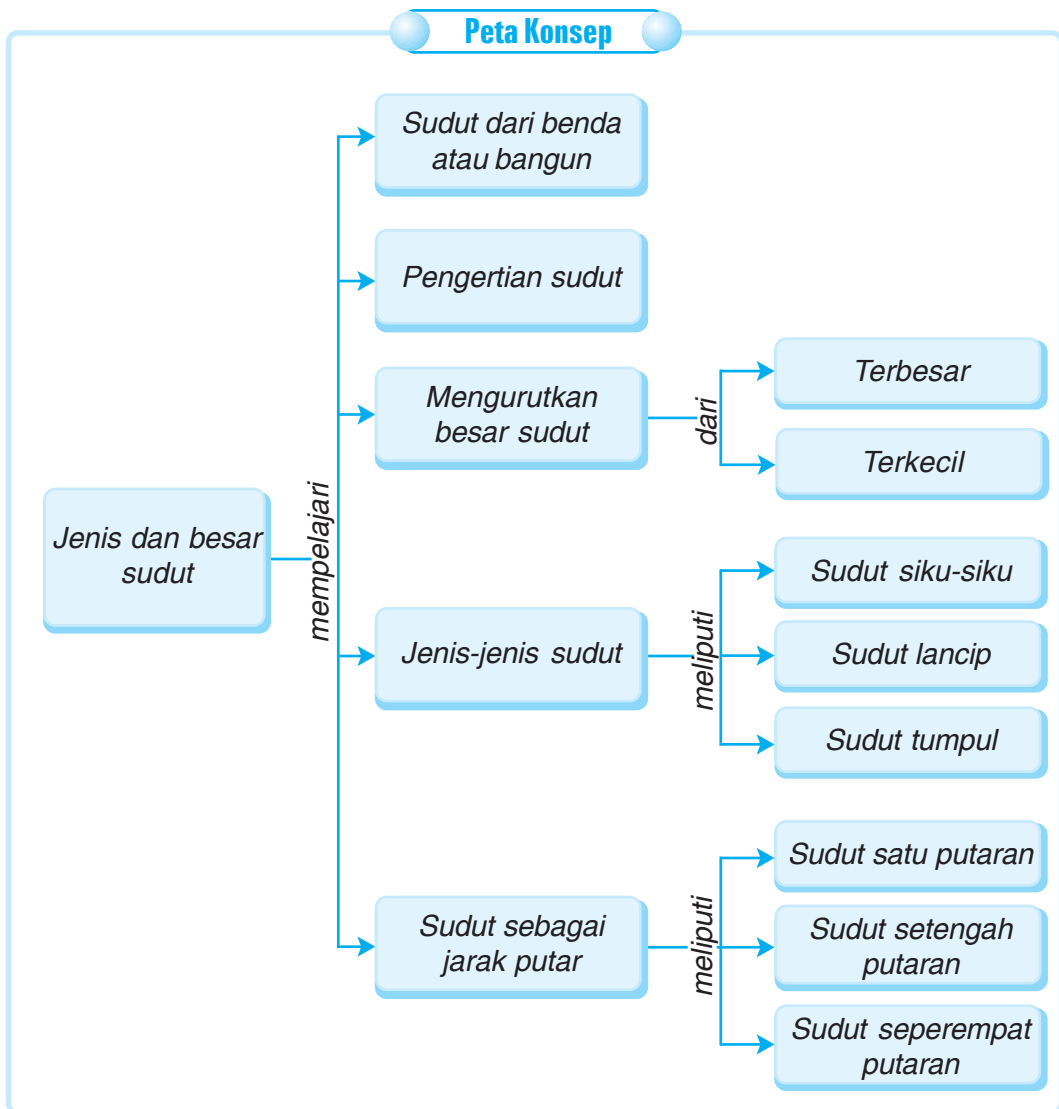 Peta Konsep
Sudut dari benda
atau bangun
Pengertian sudut
Mengurutkan
besar sudut
dari
Terbesar
Terkecil
Jenis dan besar
sudut
mempelajari
Jenis-jenis sudut
meliputi
Sudut siku-siku
Sudut lancip
Sudut tumpul
Sudut sebagai
jarak putar
meliputi
Sudut satu putaran
Sudut setengah
putaran
Sudut seperempat
putaran